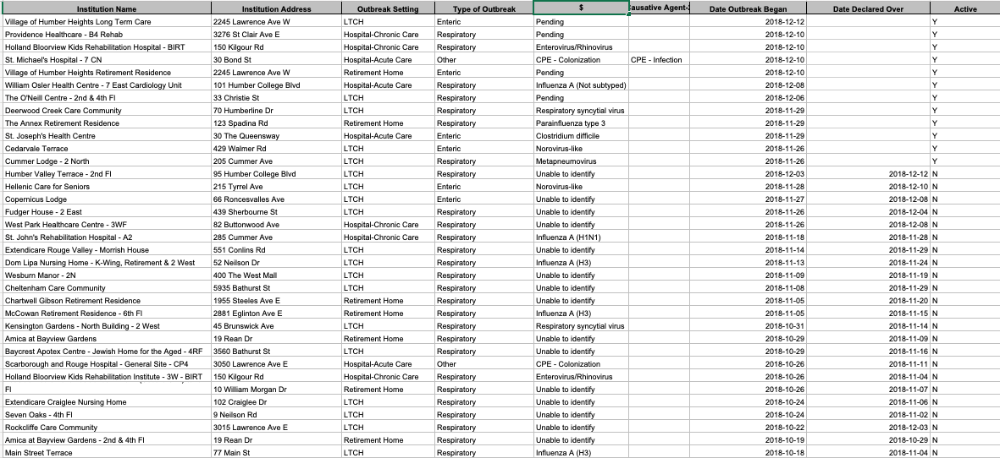 Institution Name Institution Address Outbreak Setting Type of Outbreak $ ausative Agent- Date Outbreak Began Date Declared Over Active
Village of Humber Heights Long Term Care 2245 Lawrence Ave W LTCH Enteric Pending 2018-12-12 Y
Providence Healthcare - B4 Rehab 3276 St Clair Ave E Hospital-Chronic Care Respiratory Pending 2018-12-10 Y
Holland Bloorview Kids Rehabilitation Hospital - BIRT 150 Kilgour Rd Hospital-Chronic Care Respiratory Enterovirus/Rhinovirus 2018-12-10 Y
St. Michael's Hospital - 7 CN 30 Bond St Hospital-Acute Care Other CPE - Colonization CPE - Infection 2018-12-10 Y
Village of Humber Heights Retirement Residence 2245 Lawrence Ave W Retirement Home Enteric Pending 2018-12-10 Y
William Osler Health Centre - 7 East Cardiology Unit 101 Humber College Blvd Hospital-Acute Care Respiratory Influenza A (Not subtyped) 2018-12-08 Y
The O'Neill Centre - 2nd & 4th Fl 33 Christie St LTCH Respiratory Pending 2018-12-06 Y
Deerwood Creek Care Community 70 Humberline Dr LTCH Respiratory Respiratory syncytial virus 2018-11-29 Y
The Annex Retirement Residence 123 Spadina Rd Retirement Home Respiratory Parainfluenza type 3 2018-11-29 Y
St. Joseph's Health Centre 30 The Queensway Hospital-Acute Care Enteric Clostridium difficile 2018-11-29 Y
Cedarvale Terrace 429 Walmer Rd LTCH Enteric Norovirus-like 2018-11-26 Y
Cummer Lodge - 2 North 205 Cummer Ave LTCH Respiratory Metapneumovirus 2018-11-26 Y
Humber Valley Terrace - 2nd Fl 95 Humber College Blvd LTCH Respiratory Unable to identify 2018-12-03 2018-12-12 N
Hellenic Care for Seniors 215 Tyrrel Ave LTCH Enteric Norovirus-like 2018-11-28 2018-12-10 N
Copernicus Lodge 66 Roncesvalles Ave LTCH Enteric Unable to identify 2018-11-27 2018-12-08 N
Fudger House - 2 East 439 Sherbourne St LTCH Respiratory Unable to identify 2018-11-26 2018-12-04 N
West Park Healthcare Centre - 3WF 82 Buttonwood Ave Hospital-Chronic Care Respiratory Unable to identify 2018-11-26 2018-12-08 N
St. John's Rehabilitation Hospital - A2 285 Cummer Ave Hospital-Chronic Care Respiratory Influenza A (H1N1) 2018-11-18 2018-11-28 N
Extendicare Rouge Valley - Morrish House 551 Conlins Rd LTCH Respiratory Unable to identify 2018-11-14 2018-11-29 N
Dom Lipa Nursing Home - K-Wing, Retirement & 2 West 52 Neilson Dr LTCH Respiratory Influenza A (H3) 2018-11-13 2018-11-24 N
Wesburn Manor - 2N 400 The West Mall LTCH Respiratory Unable to identify 2018-11-09 2018-11-19 N
Cheltenham Care Community 5935 Bathurst St LTCH Respiratory Unable to identify 2018-11-08 2018-11-29 N
Chartwell Gibson Retirement Residence 1955 Steeles Ave E Retirement Home Respiratory Unable to identify 2018-11-05 2018-11-20 N
McCowan Retirement Residence - 6th Fl 2881 Eglinton Ave E Retirement Home Respiratory Influenza A (H3) 2018-11-05 2018-11-15 N
Kensington Gardens - North Building - 2 West 45 Brunswick Ave LTCH Respiratory Respiratory syncytial virus 2018-10-31 2018-11-14 N
Amica at Bayview Gardens 19 Rean Dr Retirement Home Respiratory Unable to identify 2018-10-29 2018-11-09 N
Baycrest Apotex Centre - Jewish Home for the Aged - 4RF 3560 Bathurst St LTCH Respiratory Unable to identify 2018-10-29 2018-11-16 N
Scarborough and Rouge Hospital - General Site - CP4 3050 Lawrence Ave E Hospital-Acute Care Other CPE - Colonization 2018-10-26 2018-11-11 N
Holland Bloorview Kids Rehabilitation Institute - 3W - BIRT 150 Kilgour Rd Hospital-Chronic Care Respiratory Enterovirus/Rhinovirus 2018-10-26 2018-11-04 N
Fl 10 William Morgan Dr Retirement Home Respiratory Unable to identify 2018-10-26 2018-11-07 N
Extendicare Craiglee Nursing Home 102 Craiglee Dr LTCH Respiratory Unable to identify 2018-10-24 2018-11-06 N
Seven Oaks - 4th Fl 9 Neilson Rd LTCH Respiratory Unable to identify 2018-10-24 2018-11-02 N
Rockcliffe Care Community 3015 Lawrence Ave E LTCH Respiratory Unable to identify 2018-10-22 2018-12-03 N
Amica at Bayview Gardens - 2nd & 4th Fl 19 Rean Dr Retirement Home Respiratory Unable to identify 2018-10-19 2018-10-29 N
Main Street Terrace 77 Main St LTCH Respiratory Influenza A (H3) 2018-10-18 2018-11-04 N